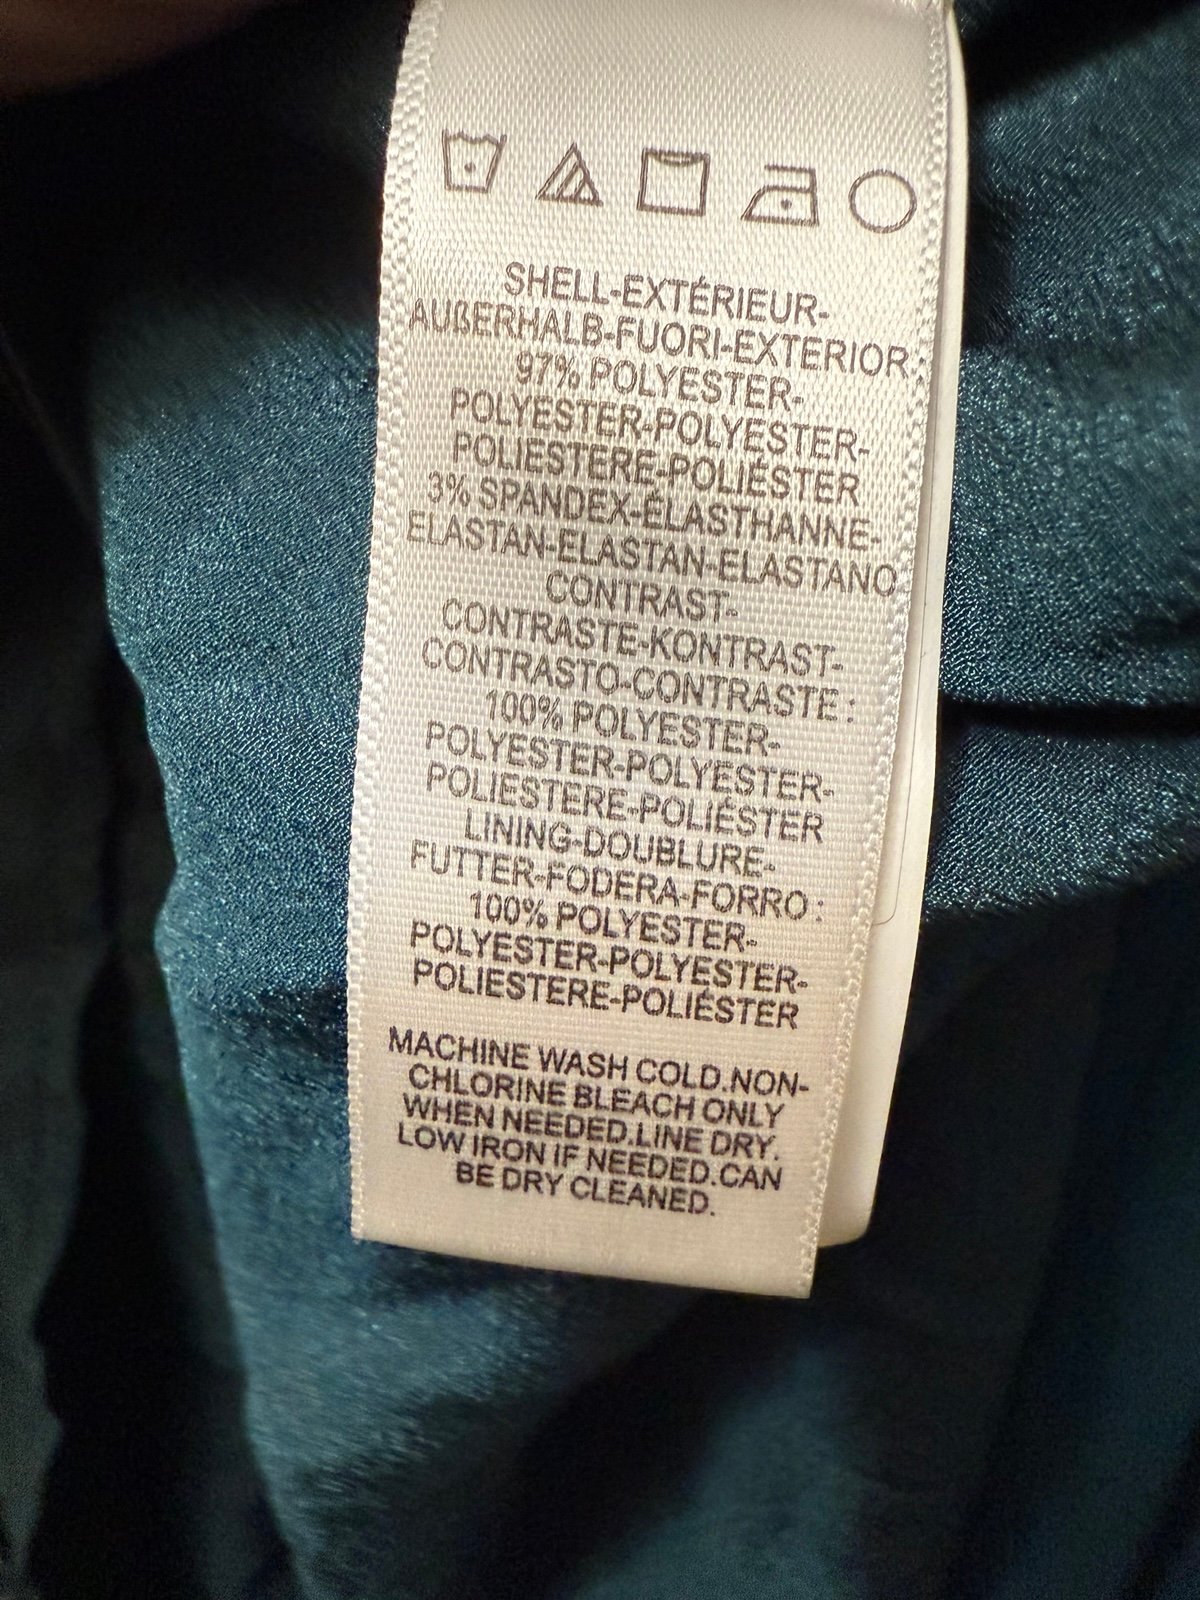 SHELL-EXTÉRIEUR-
AUßERHALB-FUORI-EXTERIOR:
97% POLYESTER-
POLYESTER-POLYESTER-
POLIESTERE-POLIÉSTER
3% SPANDEX-ÉLASTHANNE-
ELASTAN-ELASTAN-ELASTANO
CONTRAST-
CONTRASTE-KONTRAST-
CONTRASTO-CONTRASTE :
100% POLYESTER-
POLYESTER-POLYESTER-
POLIESTERE-POLIÉSTER
LINING-DOUBLURE-
FUTTER-FODERA-FORRO :
100% POLYESTER-
POLYESTER-POLYESTER-
POLIESTERE-POLIÉSTER
MACHINE WASH COLD.NON-
CHLORINE BLEACH ONLY
WHEN NEEDED.LINE DRY.
LOW IRON IF NEEDED.CAN
BE DRY CLEANED.